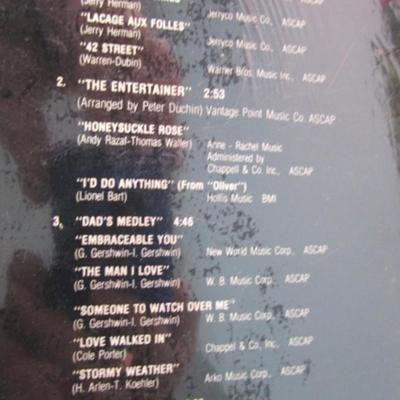 (Jerry Herman) Jerryco Music Co., ASCAP
"LACAGE AUX FOLLES"
(Jerry Herman) Jerryco Music Co., ASCAP
"42 STREET"
(Warren-Dubin) Warner Bros. Music Inc., ASCAP
2. "THE ENTERTAINER" 2:53
(Arranged by Peter Duchin) Vantage Point Music Co. ASCAP
"HONEYSUCKLE ROSE"
(Andy Razaf-Thomas Waller) Anne - Rachel Music
Administered by
Chappell & Co. Inc., ASCAP
"I'D DO ANYTHING" (From "Oliver")
(Lionel Bart) Hollis Music BMI
3. "DAD'S MEDLEY" 4:46
"EMBRACEABLE YOU"
(G. Gershwin-I. Gershwin) New World Music Corp., ASCAP
"THE MAN I LOVE"
(G. Gershwin-I. Gershwin) W. B. Music Corp., ASCAP
"SOMEONE TO WATCH OVER ME"
(G. Gershwin-I. Gershwin) W. B. Music Corp., ASCAP
"LOVE WALKED IN"
(Cole Porter) Chappel & Co., Inc., ASCAP
"STORMY WEATHER"
(H. Arlen-T. Koehler) Arko Music Corp., ASCAP